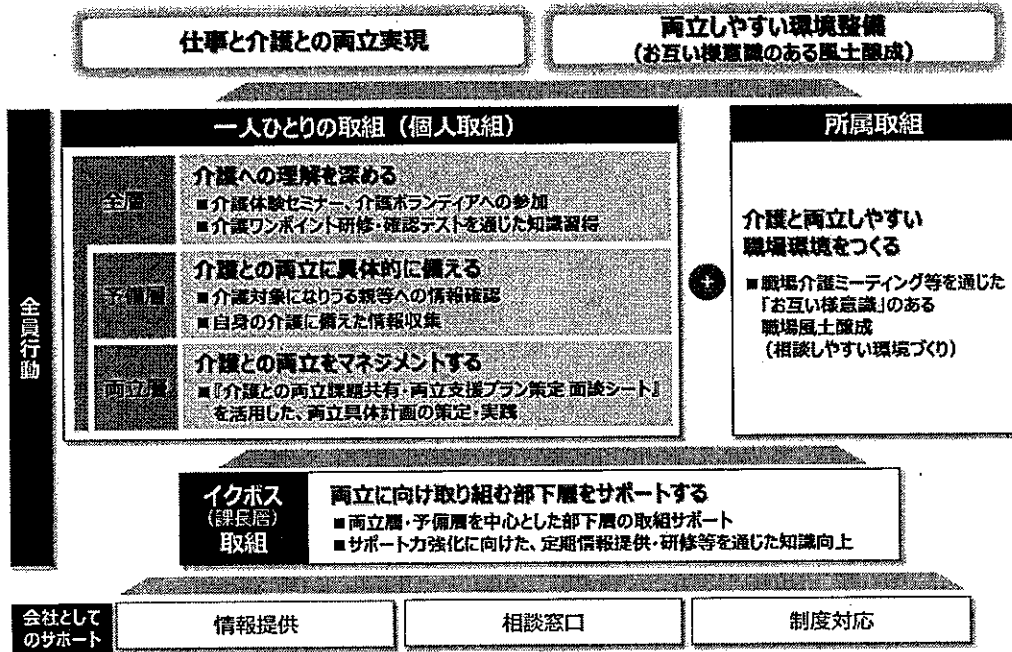 仕事と介護との両立実現
両立しやすい環境整備
(お互い様意識のある風土醸成)
一人ひとりの取組(個人取組)
所属取組
全員行動
全層
介護への理解を深める
■介護体験セミナー、介護ボランティアへの参加
■介護ワンポイント研修・確認テストを通じた知識習得
予備層
介護との両立に具体的に備える
■介護対象になりうる親等への情報確認
■自身の介護に備えた情報収集
両立層
介護との両立をマネジメントする
■『介護との両立課題共有・両立支援プラン策定 面談シート』
を活用した、両立具体計画の策定・実践
+
介護と両立しやすい
職場環境をつくる
■職場介護ミーティング等を通じた
「お互い様意識」のある
職場風土醸成
(相談しやすい環境づくり)
イクボス
(課長層)
取組
両立に向け取り組む部下層をサポートする
■両立層・予備層を中心とした部下層の取組サポート
■サポート力強化に向けた、定期情報提供・研修等を通じた知識向上
会社として
のサポート
情報提供
相談窓口
制度対応